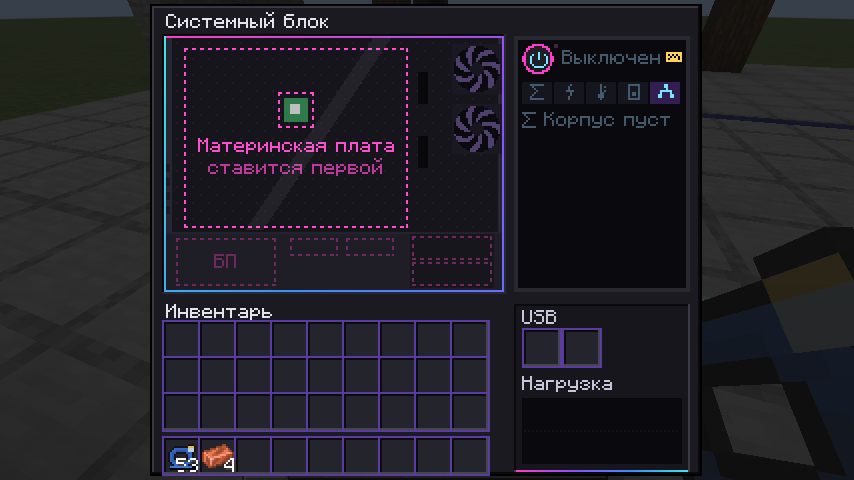 Системный блок
Материнская плата
ставится первой
БП
Выключен
Σ Корпус пуст
Инвентарь
USB
Нагрузка
53
4